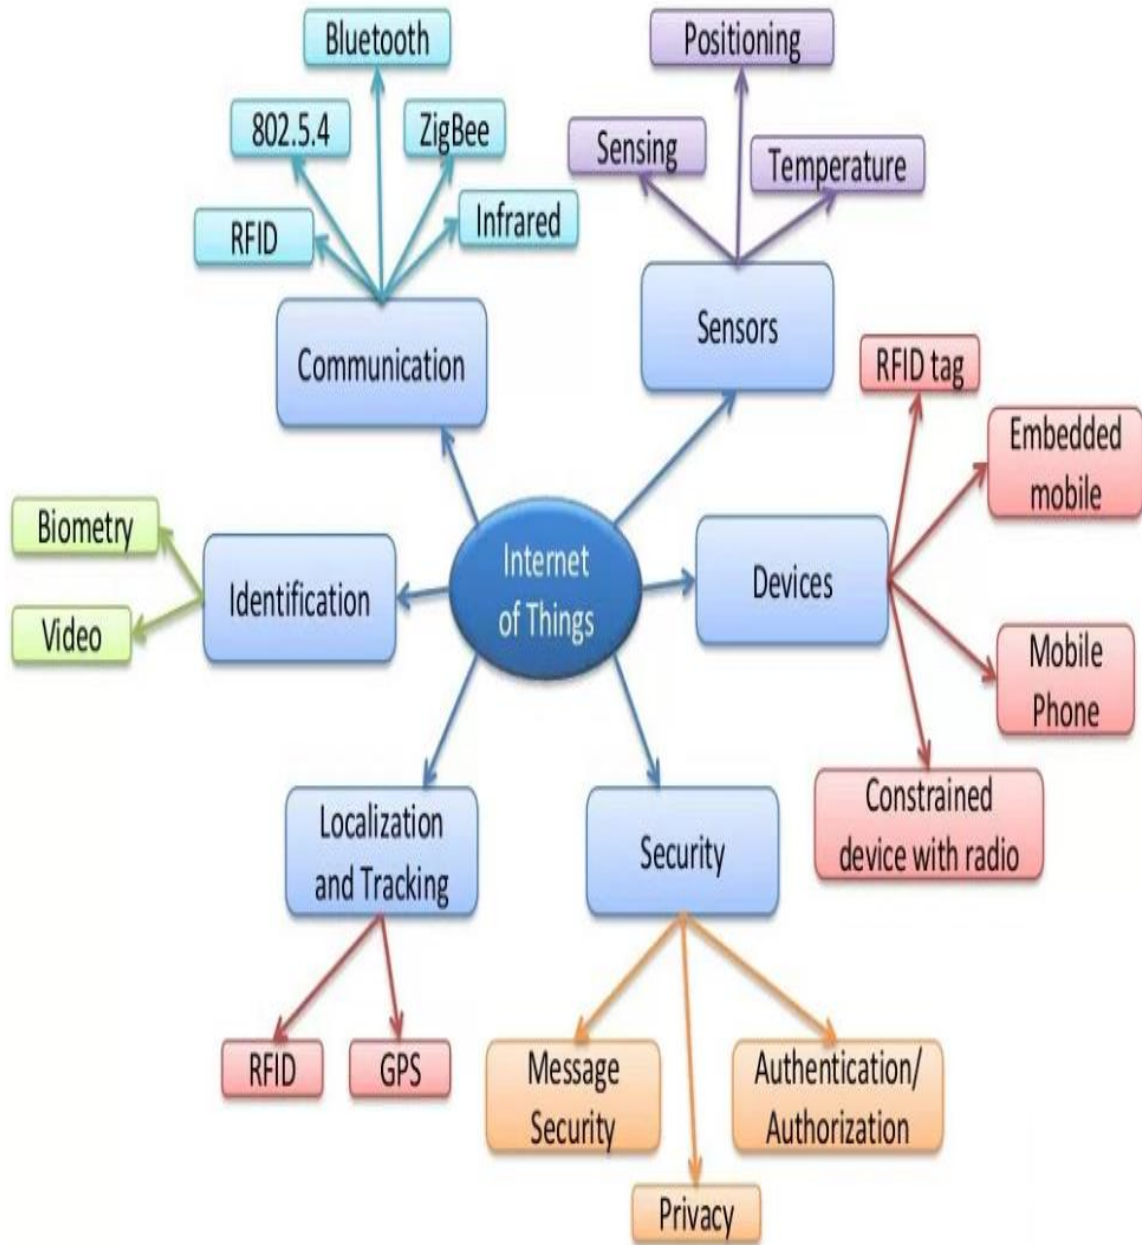 Bluetooth
Positioning
802.5.4
ZigBee
Sensing
Temperature
RFID
Infrared
Communication
Sensors
RFID tag
Embedded
mobile
Biometry
Identification
Video
Internet
of Things
Devices
Mobile
Phone
Localization
and Tracking
Security
Constrained
device with radio
RFID
GPS
Message
Security
Authentication/
Authorization
Privacy